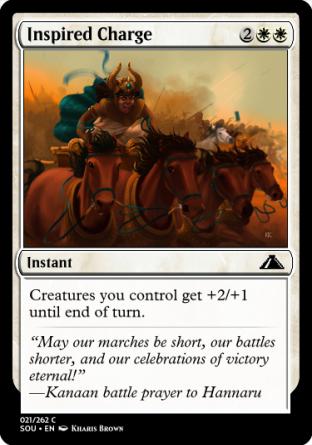 Inspired Charge 2
Instant
Creatures you control get +2/+1
until end of turn.
“May our marches be short, our battles
shorter, and our celebrations of victory
eternal!”
—Kanaan battle prayer to Hannaru
021/262 C
SOU • EN Kharis Brown